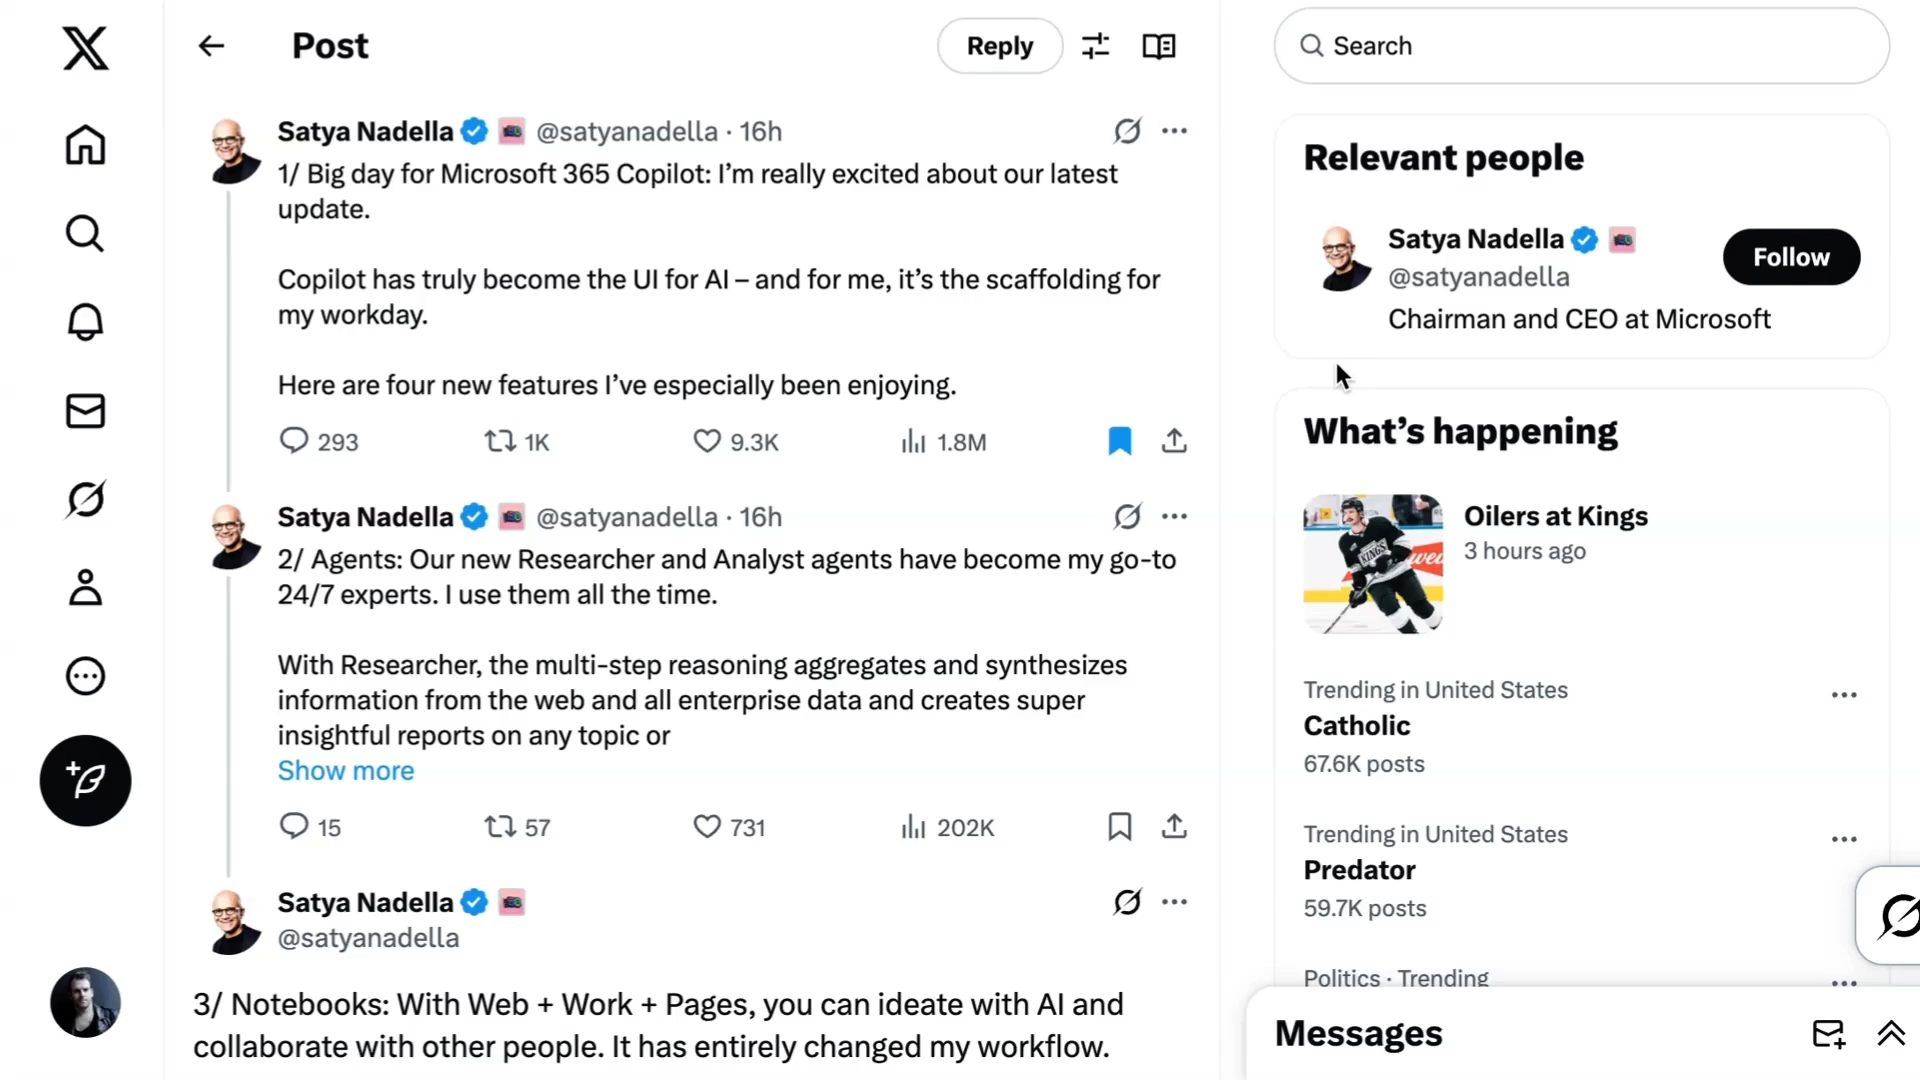 Post
Reply
Satya Nadella @satyanadella · 16h
1/ Big day for Microsoft 365 Copilot: I’m really excited about our latest
update.
Copilot has truly become the UI for AI – and for me, it’s the scaffolding for
my workday.
Here are four new features I’ve especially been enjoying.
293 1K 9.3K 1.8M
Satya Nadella @satyanadella · 16h
2/ Agents: Our new Researcher and Analyst agents have become my go-to
24/7 experts. I use them all the time.
With Researcher, the multi-step reasoning aggregates and synthesizes
information from the web and all enterprise data and creates super
insightful reports on any topic or
Show more
15 57 731 202K
Satya Nadella
@satyanadella
3/ Notebooks: With Web + Work + Pages, you can ideate with AI and
collaborate with other people. It has entirely changed my workflow.
Search
Relevant people
Satya Nadella
@satyanadella
Follow
Chairman and CEO at Microsoft
What’s happening
KINGS
Oilers at Kings
3 hours ago
Trending in United States
Catholic
67.6K posts
Trending in United States
Predator
59.7K posts
Politics · Trending
Messages